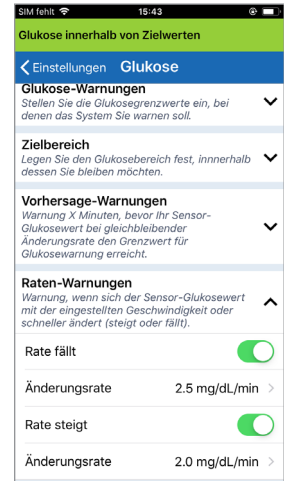 SIM fehlt 15:43
Glukose innerhalb von Zielwerten
Einstellungen Glukose
Glukose-Warnungen
Stellen Sie die Glukosegrenzwerte ein, bei
denen das System Sie warnen soll.
Zielbereich
Legen Sie den Glukosebereich fest, innnerhalb
dessen Sie bleiben möchten.
Vorhersage-Warnungen
Warnung X Minuten, bevor Ihr Sensor-
Glukosewert bei gleichbleibender
Änderungsrate den Grenzwert für
Glukosewarnung erreicht.
Raten-Warnungen
Warnung, wenn sich der Sensor-Glukosewert
mit der eingestellten Geschwindigkeit oder
schneller ändert (steigt oder fällt).
Rate fällt
Änderungsrate 2.5 mg/dL/min
Rate steigt
Änderungsrate 2.0 mg/dL/min